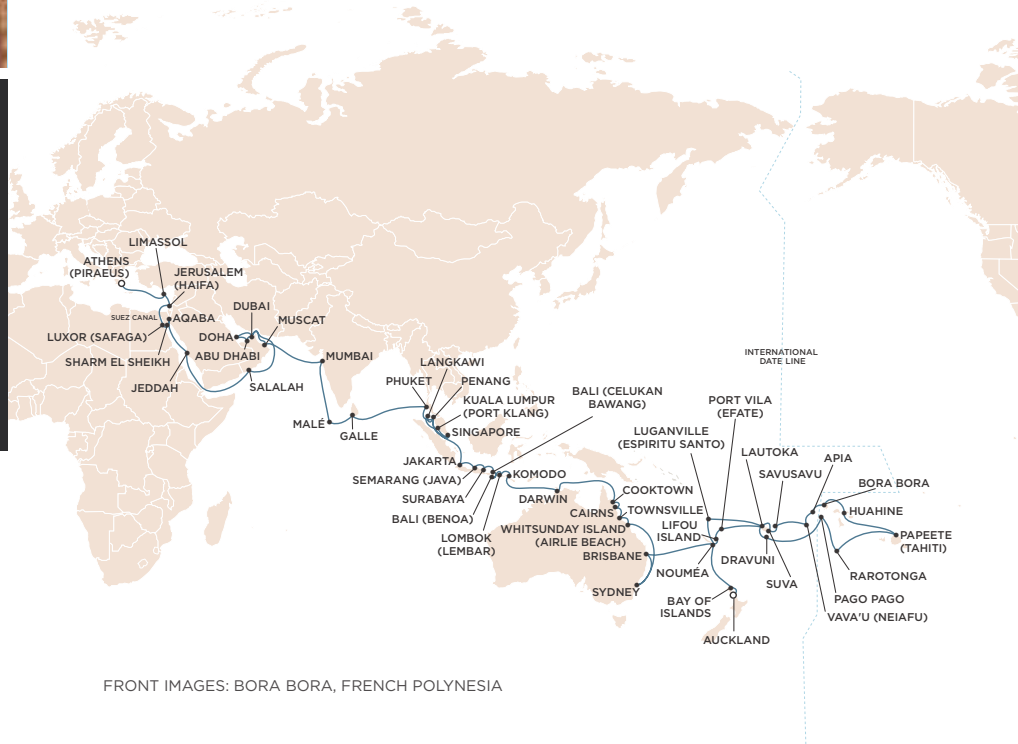 LIMASSOL
ATHENS
(PIRAEUS)
JERUSALEM
(HAIFA)
SUEZ CANAL
AQABA
LUXOR (SAFAGA)
SHARM EL SHEIKH
JEDDAH
DUBAI
DOHA
MUSCAT
ABU DHABI
SALALAH
MUMBAI
MALÉ
GALLE
LANGKAWI
PHUKET
PENANG
KUALA LUMPUR
(PORT KLANG)
SINGAPORE
BALI (CELUKAN
BAWANG)
JAKARTA
SEMARANG (JAVA)
KOMODO
SURABAYA
BALI (BENOA)
LOMBOK
(LEMBAR)
DARWIN
COOKTOWN
CAIRNS
TOWNSVILLE
WHITSUNDAY ISLAND
(AIRLIE BEACH)
BRISBANE
SYDNEY
INTERNATIONAL
DATE LINE
PORT VILA
(EFATE)
LUGANVILLE
(ESPIRITU SANTO)
LAUTOKA
SAVUSAVU
APIA
BORA BORA
HUAHINE
PAPEETE
(TAHITI)
LIFOU
ISLAND
NOUMÉA
DRAVUNI
SUVA
RAROTONGA
PAGO PAGO
VAVA'U (NEIAFU)
BAY OF
ISLANDS
AUCKLAND
FRONT IMAGES: BORA BORA, FRENCH POLYNESIA